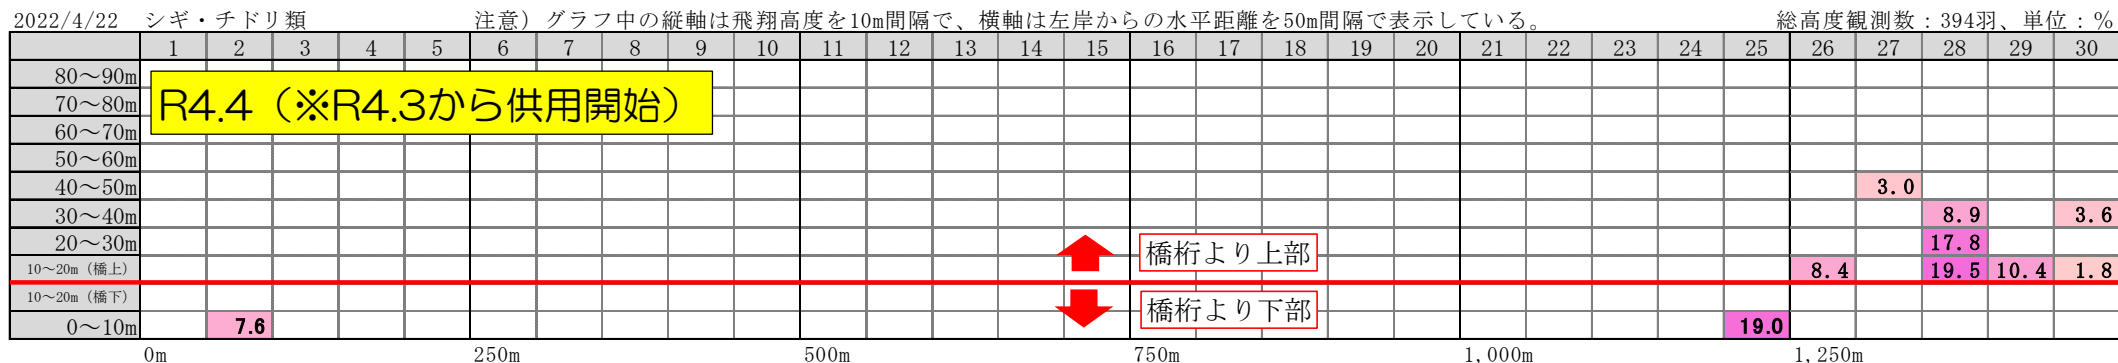 2022/4/22 シギ・チドリ類 注意）グラフ中の縦軸は飛翔高度を10m間隔で、横軸は左岸からの水平距離を50m間隔で表示している。 総高度観測数：394羽、単位：%
1 2 3 4 5 6 7 8 9 10 11 12 13 14 15 16 17 18 19 20 21 22 23 24 25 26 27 28 29 30
80～90m
70～80m
R4.4（※R4.3から供用開始）
60～70m
50～60m
40～50m 3.0
30～40m 8.9 3.6
20～30m 17.8
橋桁より上部
10～20m（橋上） 8.4 19.5 10.4 1.8
10～20m（橋下）
橋桁より下部
0～10m 7.6 19.0
0m 250m 500m 750m 1,000m 1,250m